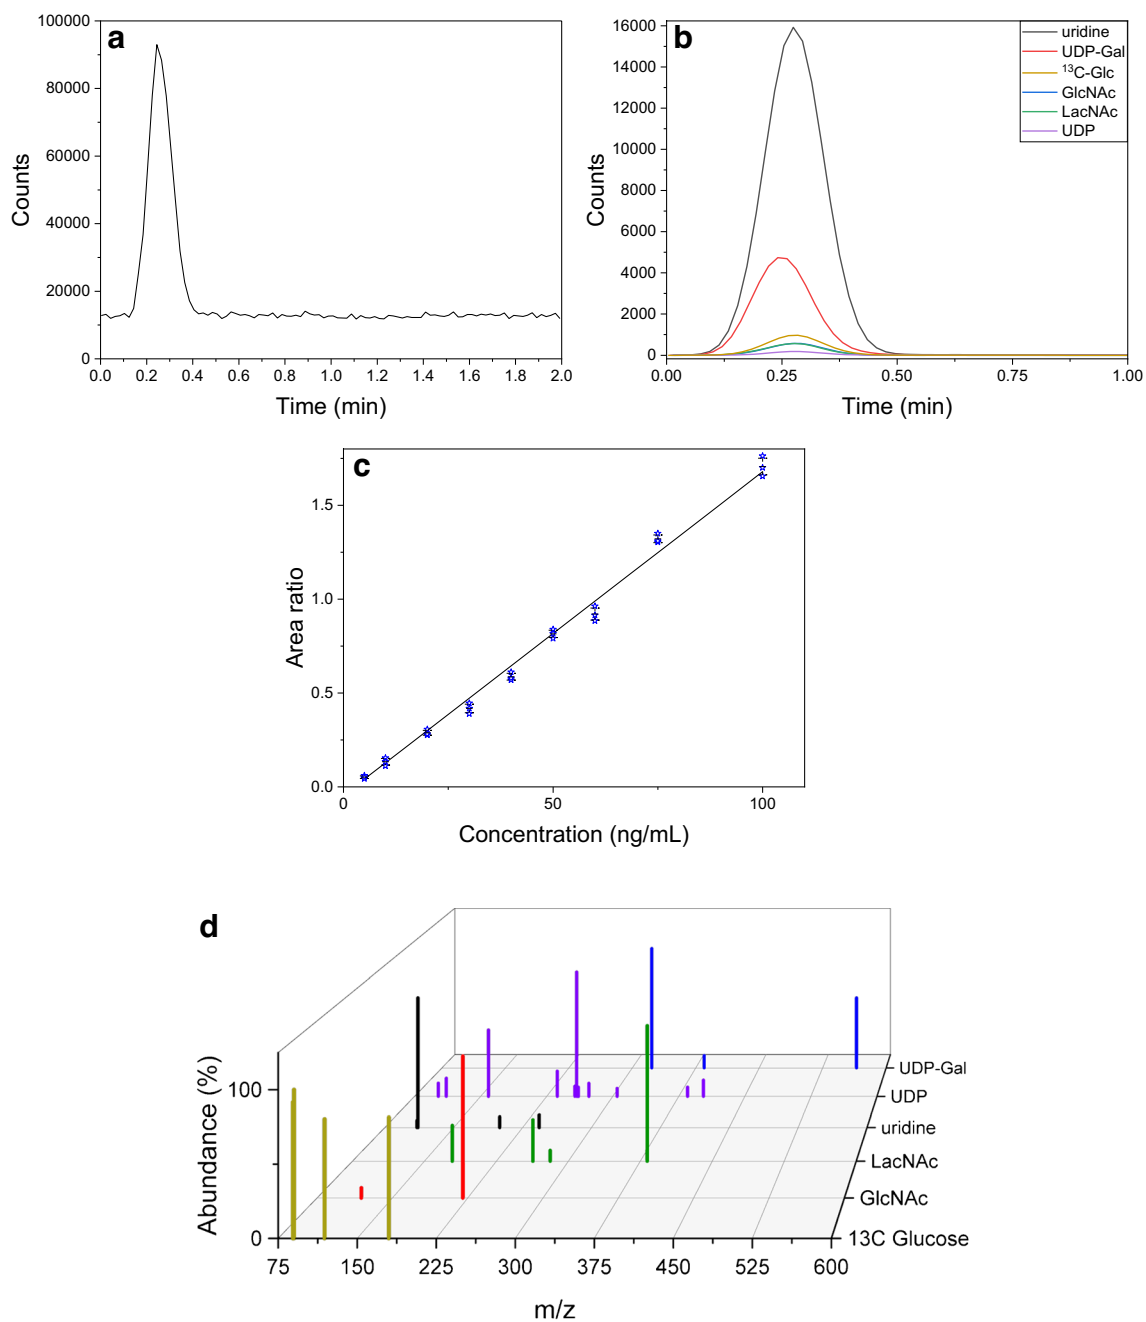 a
100000
80000
60000
40000
20000
0
Counts
0.0 0.2 0.4 0.6 0.8 1.0 1.2 1.4 1.6 1.8 2.0
Time (min)
b
16000
14000
12000
10000
8000
6000
4000
2000
0
Counts
uridine
UDP-Gal
¹³C-Glc
GlcNAc
LacNAc
UDP
0.00 0.25 0.50 0.75 1.00
Time (min)
c
1.5
1.0
0.5
0.0
Area ratio
0 50 100
Concentration (ng/mL)
d
100
0
Abundance (%)
UDP-Gal
UDP
uridine
LacNAc
GlcNAc
13C Glucose
75 150 225 300 375 450 525 600
m/z